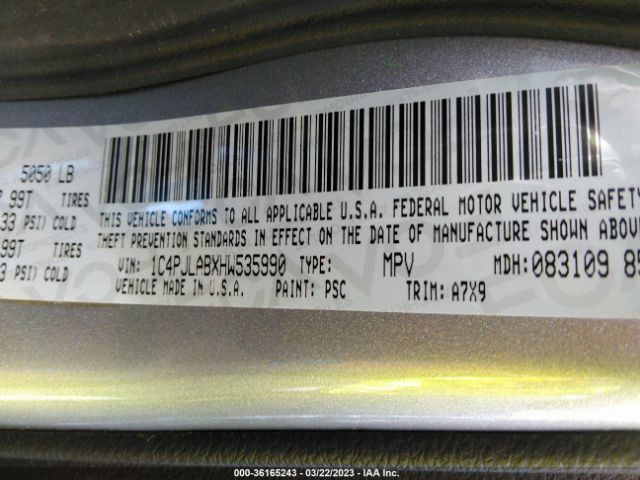 5050 LB
99T TIRES
33 PSI) COLD
99T TIRES
3 PSI) COLD
THIS VEHICLE CONFORMS TO ALL APPLICABLE U.S.A. FEDERAL MOTOR VEHICLE SAFETY
THEFT PREVENTION STANDARDS IN EFFECT ON THE DATE OF MANUFACTURE SHOWN ABOVE
VIN: 1C4PJLABXHW535990 TYPE: MPV MDH:083109 85
VEHICLE MADE IN U.S.A. PAINT: PSC TRIM: A7X9
© - 36165243 - 03/22/2023 - IAA Inc.